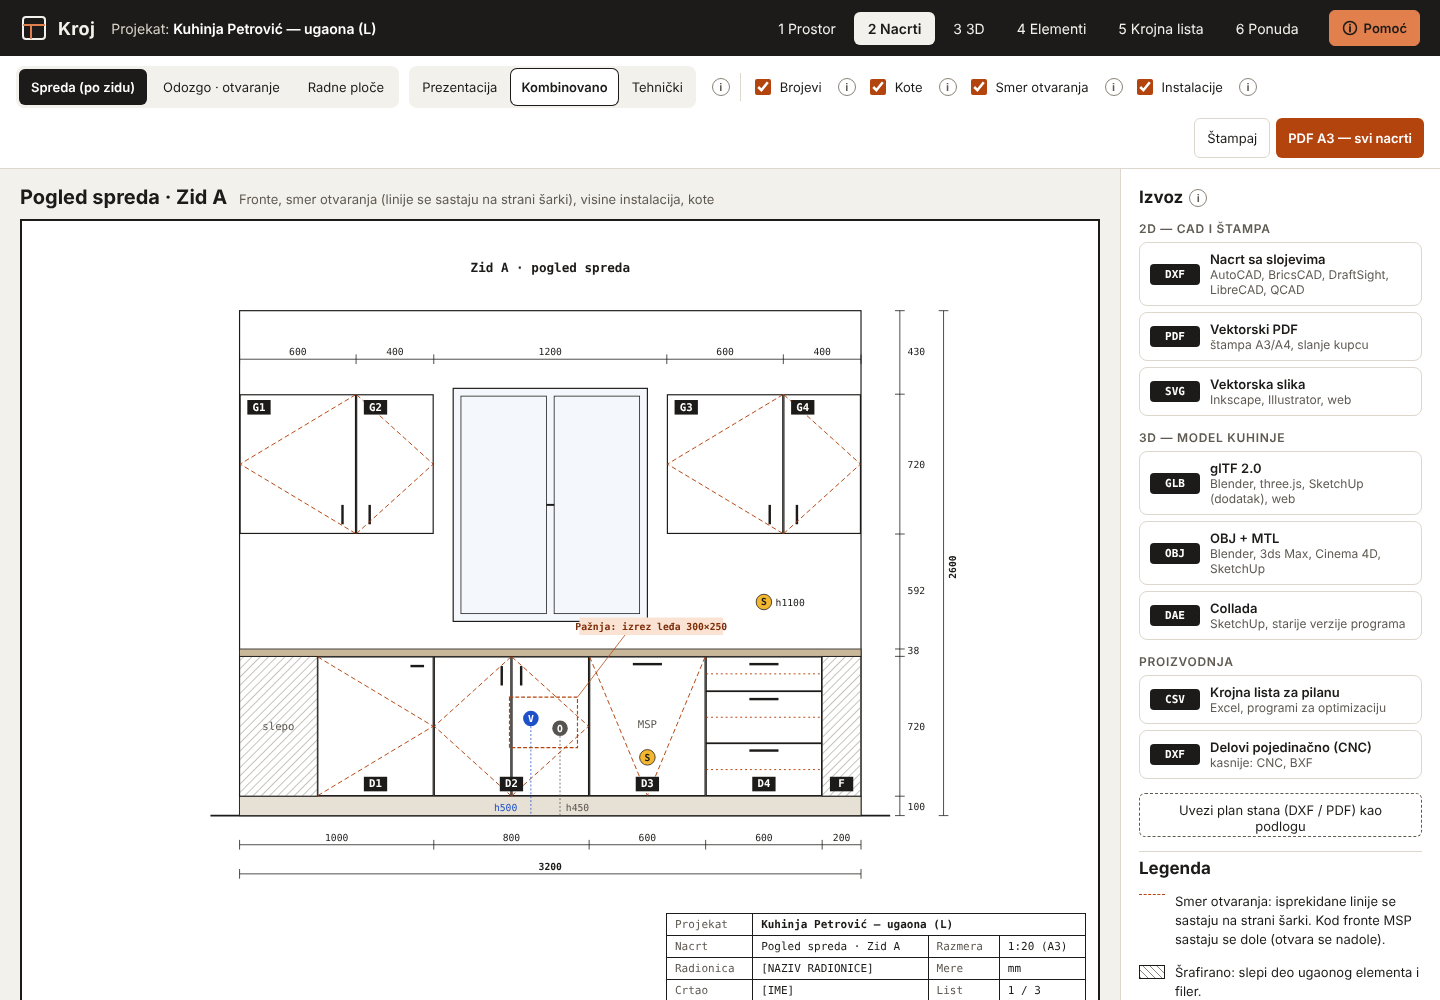 Kroj
Projekat: Kuhinja Petrović — ugaona (L)
1 Prostor
2 Nacrti
3 3D
4 Elementi
5 Krojna lista
6 Ponuda
Pomoć
Spreda (po zidu)
Odozgo · otvaranje
Radne ploče
Prezentacija
Kombinovano
Tehnički
i
Brojevi
i
Kote
i
Smer otvaranja
i
Instalacije
i
Štampaj
PDF A3 — svi nacrti
Pogled spreda · Zid A
Fronte, smer otvaranja (linije se sastaju na strani šarki), visine instalacija, kote
Zid A · pogled spreda
600
400
1200
600
400
430
G1
G2
G3
G4
720
2600
592
S
h1100
Pažnja: izrez leđa 300×250
38
slepo
V
O
MSP
S
720
D1
D2
D3
D4
F
h500
h450
100
1000
800
600
600
200
3200
Projekat
Kuhinja Petrović — ugaona (L)
Nacrt
Pogled spreda · Zid A
Razmera
1:20 (A3)
Radionica
[NAZIV RADIONICE]
Mere
mm
Crtao
[IME]
List
1 / 3
Izvoz
i
2D — CAD I ŠTAMPA
DXF
Nacrt sa slojevima
AutoCAD, BricsCAD, DraftSight,
LibreCAD, QCAD
PDF
Vektorski PDF
štampa A3/A4, slanje kupcu
SVG
Vektorska slika
Inkscape, Illustrator, web
3D — MODEL KUHINJE
GLB
glTF 2.0
Blender, three.js, SketchUp
(dodatak), web
OBJ
OBJ + MTL
Blender, 3ds Max, Cinema 4D,
SketchUp
DAE
Collada
SketchUp, starije verzije programa
PROIZVODNJA
CSV
Krojna lista za pilanu
Excel, programi za optimizaciju
DXF
Delovi pojedinačno (CNC)
kasnije: CNC, BXF
Uvezi plan stana (DXF / PDF) kao
podlogu
Legenda
Smer otvaranja: isprekidane linije se
sastaju na strani šarki. Kod fronte MSP
sastaju se dole (otvara se nadole).
Šrafirano: slepi deo ugaonog elementa i
filer.